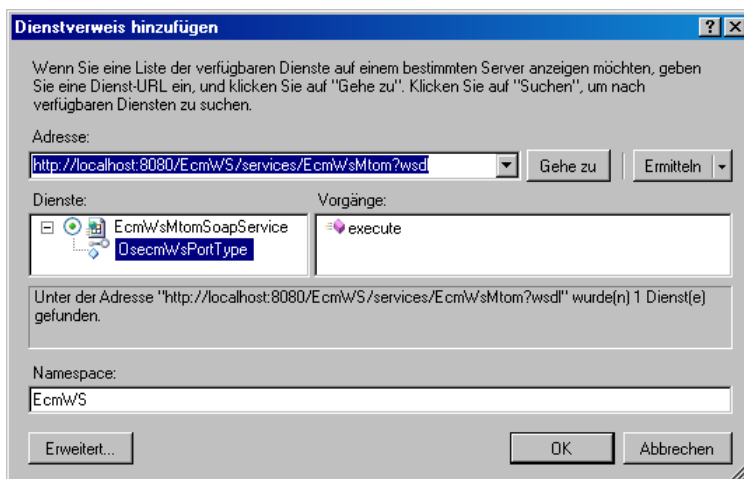 Dienstverweis hinzufügen
Wenn Sie eine Liste der verfügbaren Dienste auf einem bestimmten Server anzeigen möchten, geben
Sie eine Dienst-URL ein, und klicken Sie auf "Gehe zu". Klicken Sie auf "Suchen", um nach
verfügbaren Diensten zu suchen.
Adresse:
http://localhost:8080/EcmWS/services/EcmWsMtom?wsdl
Gehe zu
Ermitteln
Dienste:
Vorgänge:
EcmWsMtomSoapService
OsecmWsPortType
execute
Unter der Adresse "http://localhost:8080/EcmWS/services/EcmWsMtom?wsdl" wurde(n) 1 Dienst(e)
gefunden.
Namespace:
EcmWS
Erweitert...
OK
Abbrechen